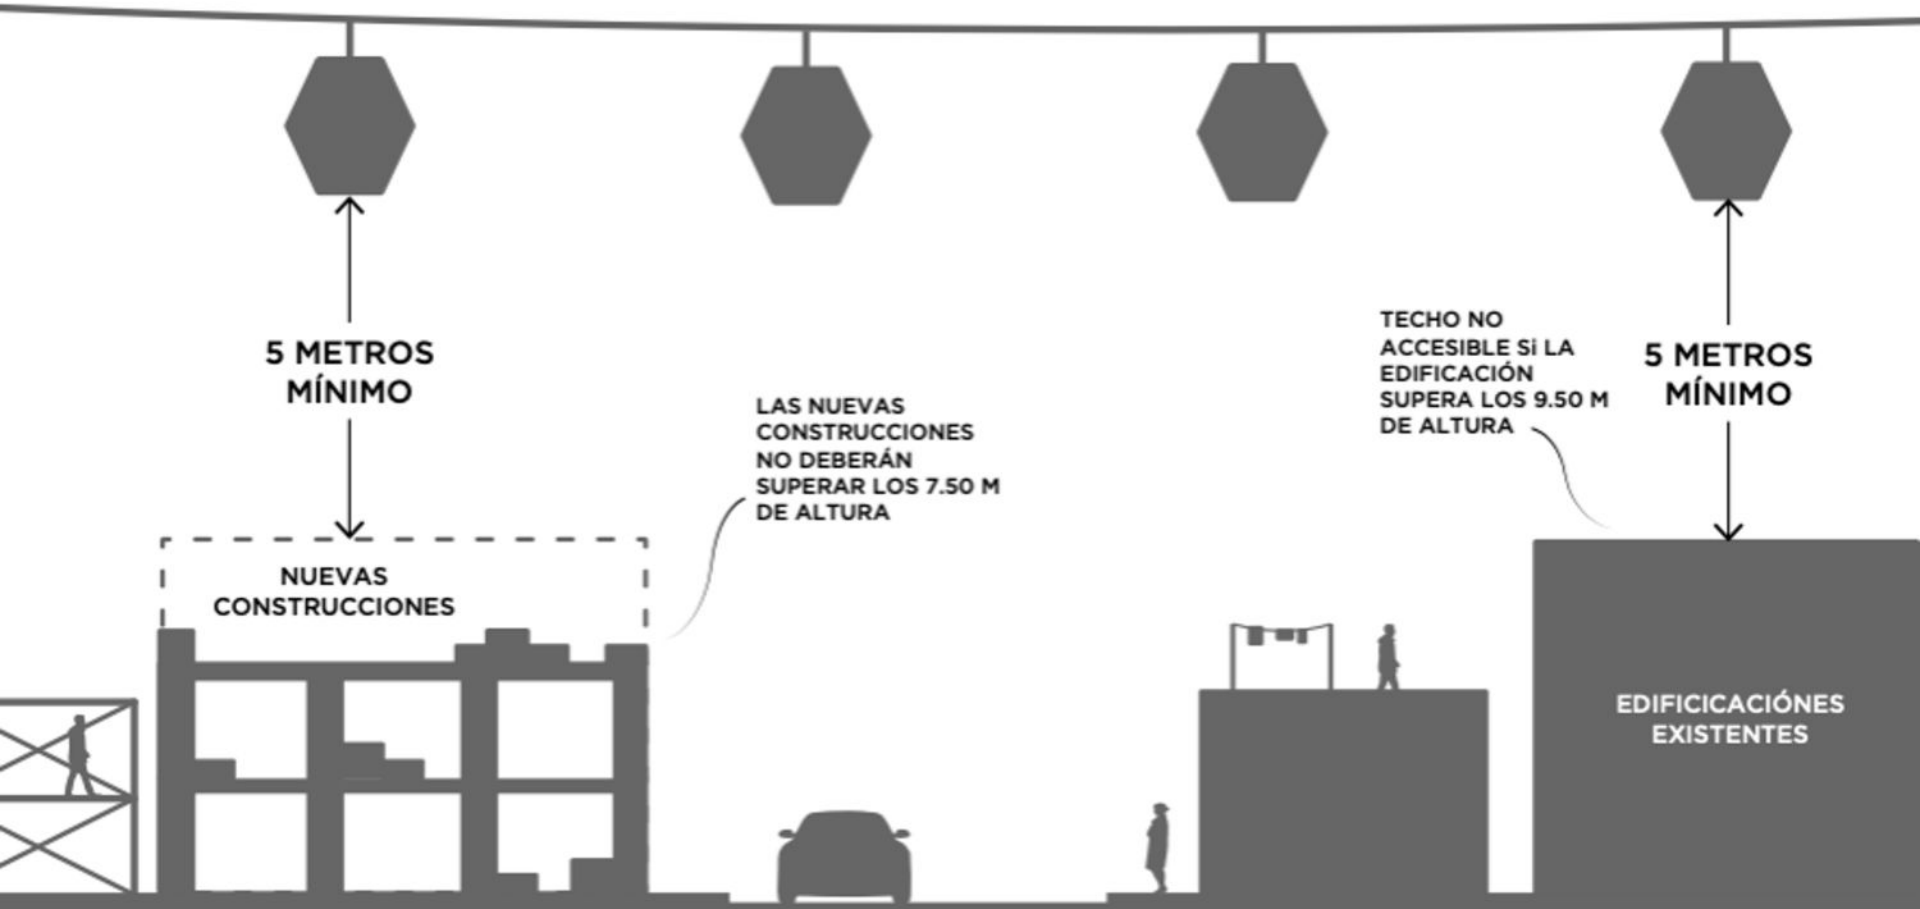 5 METROS
MÍNIMO
NUEVAS
CONSTRUCCIONES
LAS NUEVAS
CONSTRUCCIONES
NO DEBERÁN
SUPERAR LOS 7.50 M
DE ALTURA
TECHO NO
ACCESIBLE Si LA
EDIFICACIÓN
SUPERA LOS 9.50 M
DE ALTURA
5 METROS
MÍNIMO
EDIFICICACIÓNES
EXISTENTES